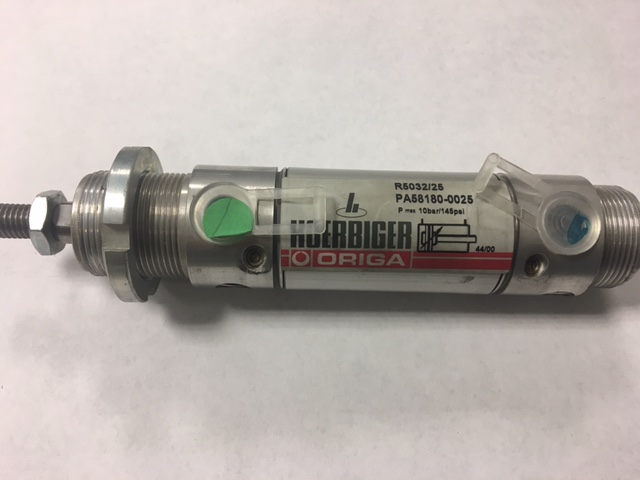 R5032/25
PA58180-0025
P max 10bar/145psi
HOERBIGER
ORIGA
44/00